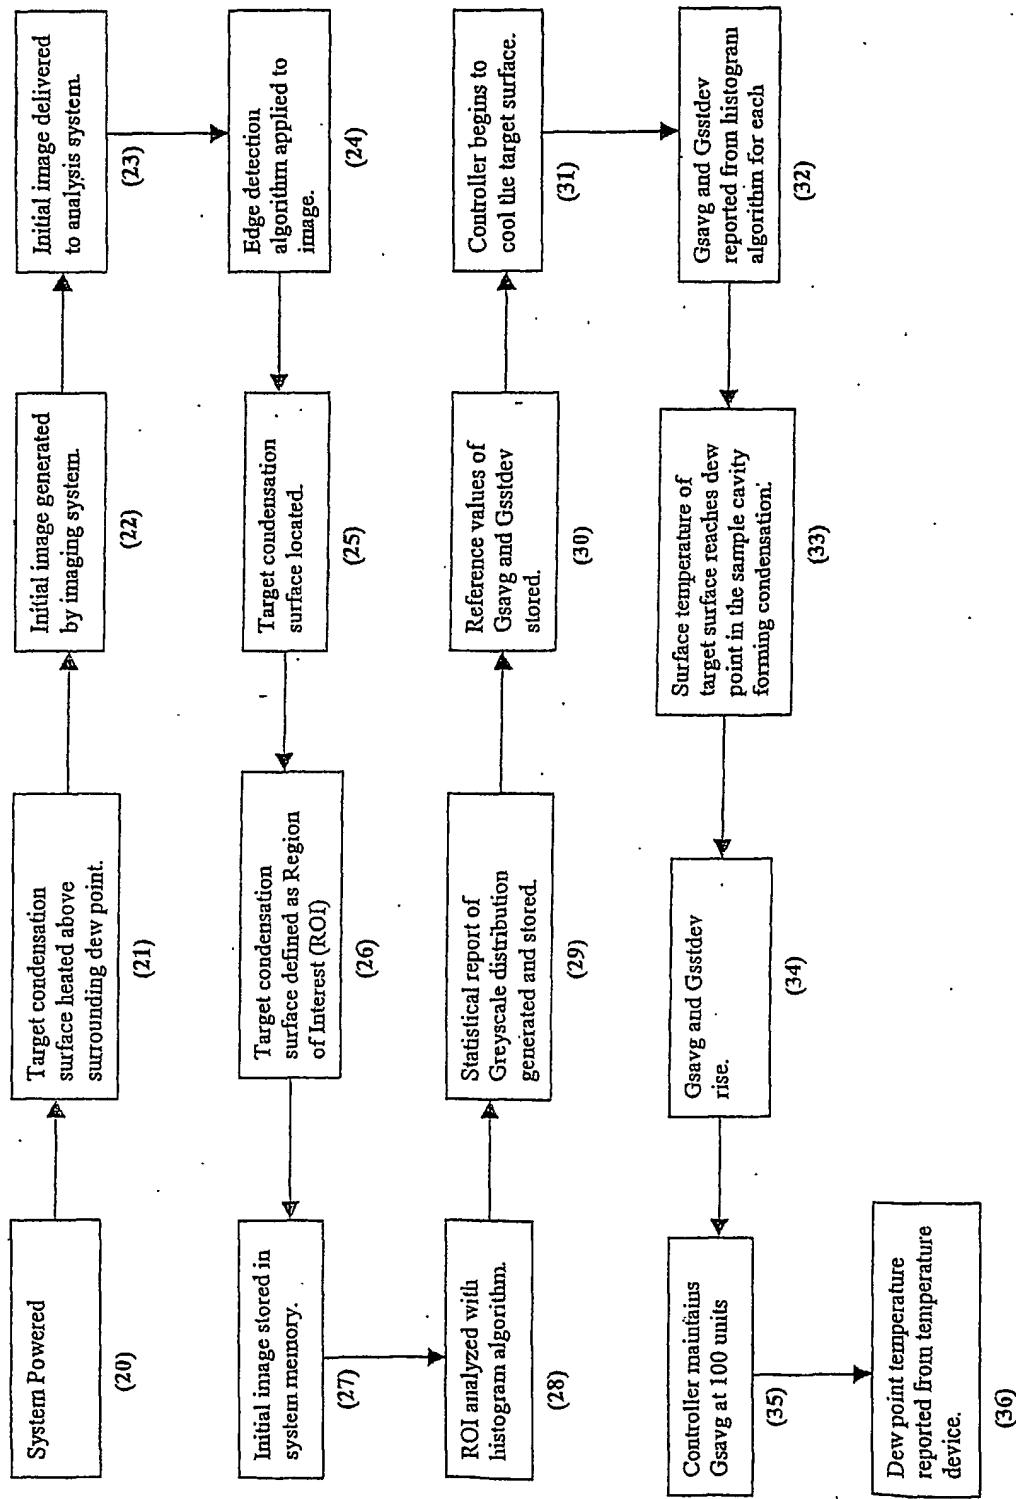 System Powered
(20)
Target condensation
surface heated above
surrounding dew point.
(21)
Initial image generated
by imaging system.
(22)
Initial image delivered
to analysis system.
(23)
Edge detection
algorithm applied to
image.
(24)
Target condensation
surface located.
(25)
Target condensation
surface defined as Region
of Interest (ROI)
(26)
Initial image stored in
system memory.
(27)
ROI analyzed with
histogram algorithm.
(28)
Statistical report of
Greyscale distribution
generated and stored.
(29)
Reference values of
Gsavg and Gsstdev
stored.
(30)
Controller begins to
cool the target surface.
(31)
Gsavg and Gsstdev
reported from histogram
algorithm for each
(32)
Surface temperature of
target surface reaches dew
point in the sample cavity
forming condensation.
(33)
Gsavg and Gsstdev
rise.
(34)
Controller maintains
Gsavg at 100 units
(35)
Dew point temperature
reported from temperature
device.
(36)